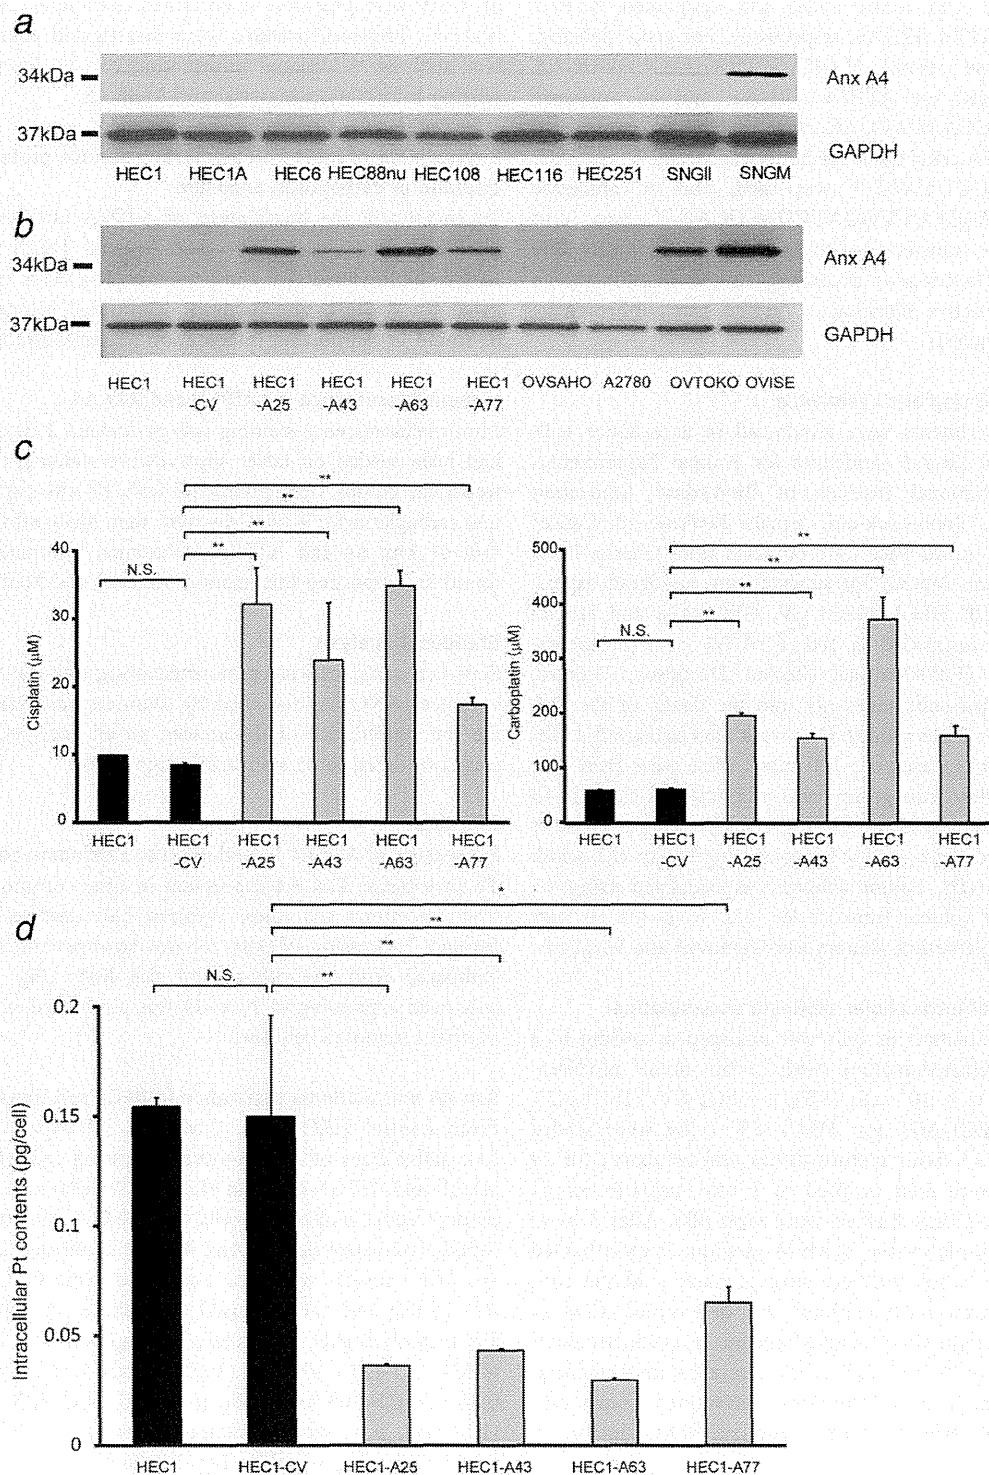 a
34kDa
Anx A4
37kDa
GAPDH
HEC1 HEC1A HEC6 HEC88nu HEC108 HEC116 HEC251 SNGII SNGM
b
34kDa
Anx A4
37kDa
GAPDH
HEC1 HEC1 HEC1 HEC1 HEC1 HEC1 OVSAHO A2780 OVTOKO OVISE
-CV -A25 -A43 -A63 -A77
c
**
**
**
**
N.S.
40
30
20
10
0
Cisplatin (μM)
HEC1 HEC1 HEC1 HEC1 HEC1 HEC1
-CV -A25 -A43 -A63 -A77
**
**
**
**
N.S.
500
400
300
200
100
0
Carboplatin (μM)
HEC1 HEC1 HEC1 HEC1 HEC1 HEC1
-CV -A25 -A43 -A63 -A77
d
*
**
**
**
N.S.
0.2
0.15
0.1
0.05
0
Intracellular Pt contents (pg/cell)
HEC1 HEC1-CV HEC1-A25 HEC1-A43 HEC1-A63 HEC1-A77